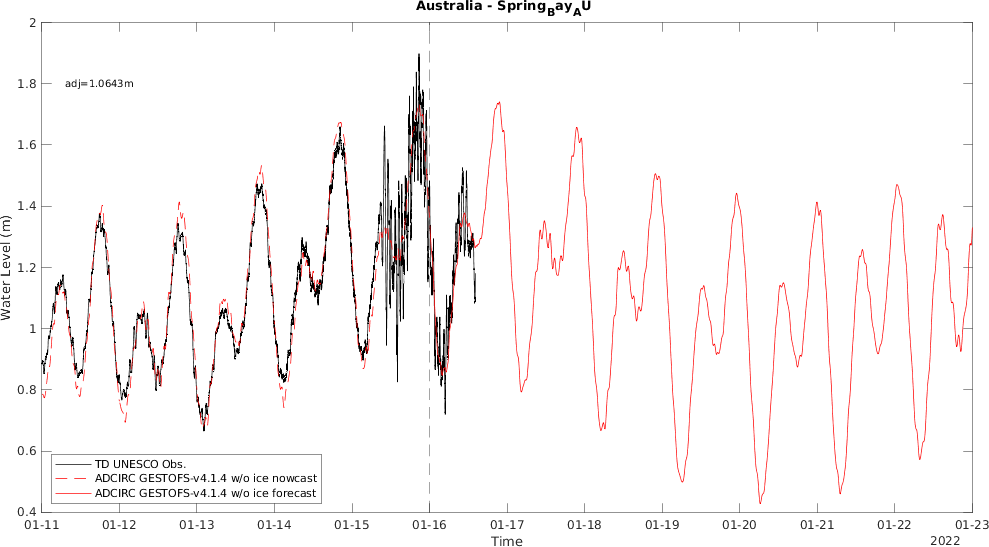 Australia - SpringBayAU
2
1.8
1.6
1.4
1.2
1
0.8
0.6
0.4
Water Level (m)
adj=1.0643m
TD UNESCO Obs.
ADCIRC GESTOFS-v4.1.4 w/o ice nowcast
ADCIRC GESTOFS-v4.1.4 w/o ice forecast
01-11 01-12 01-13 01-14 01-15 01-16 01-17 01-18 01-19 01-20 01-21 01-22 01-23
Time
2022